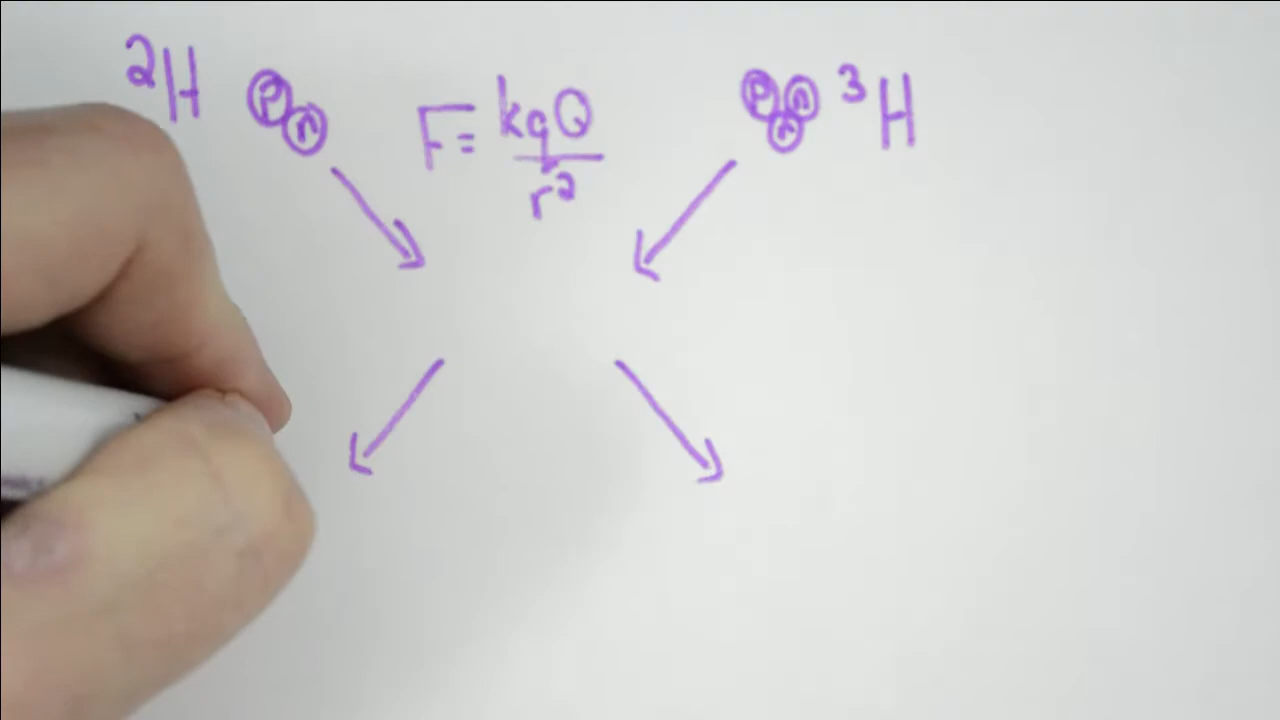 ²H p n
F = kqQ / r²
p n n ³H